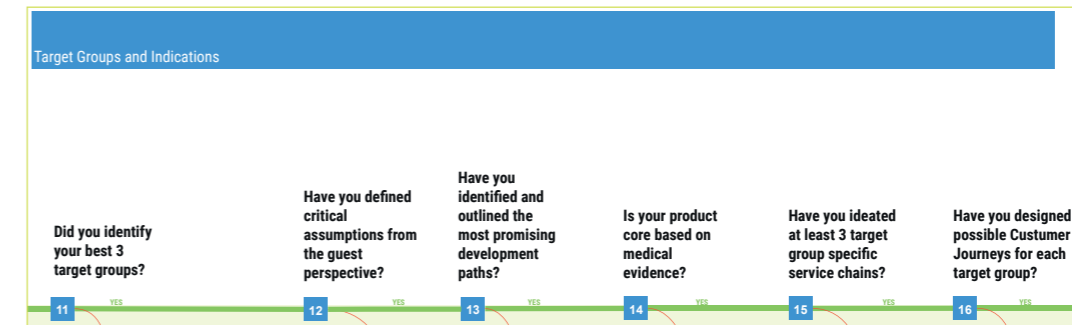 Target Groups and Indications
Did you identify
your best 3
target groups?
Have you defined
critical
assumptions from
the guest
perspective?
Have you
identified and
outlined the
most promising
development
paths?
Is your product
core based on
medical
evidence?
Have you ideated
at least 3 target
group specific
service chains?
Have you designed
possible Custumer
Journeys for each
target group?
11 YES 12 YES 13 YES 14 YES 15 YES 16 YES